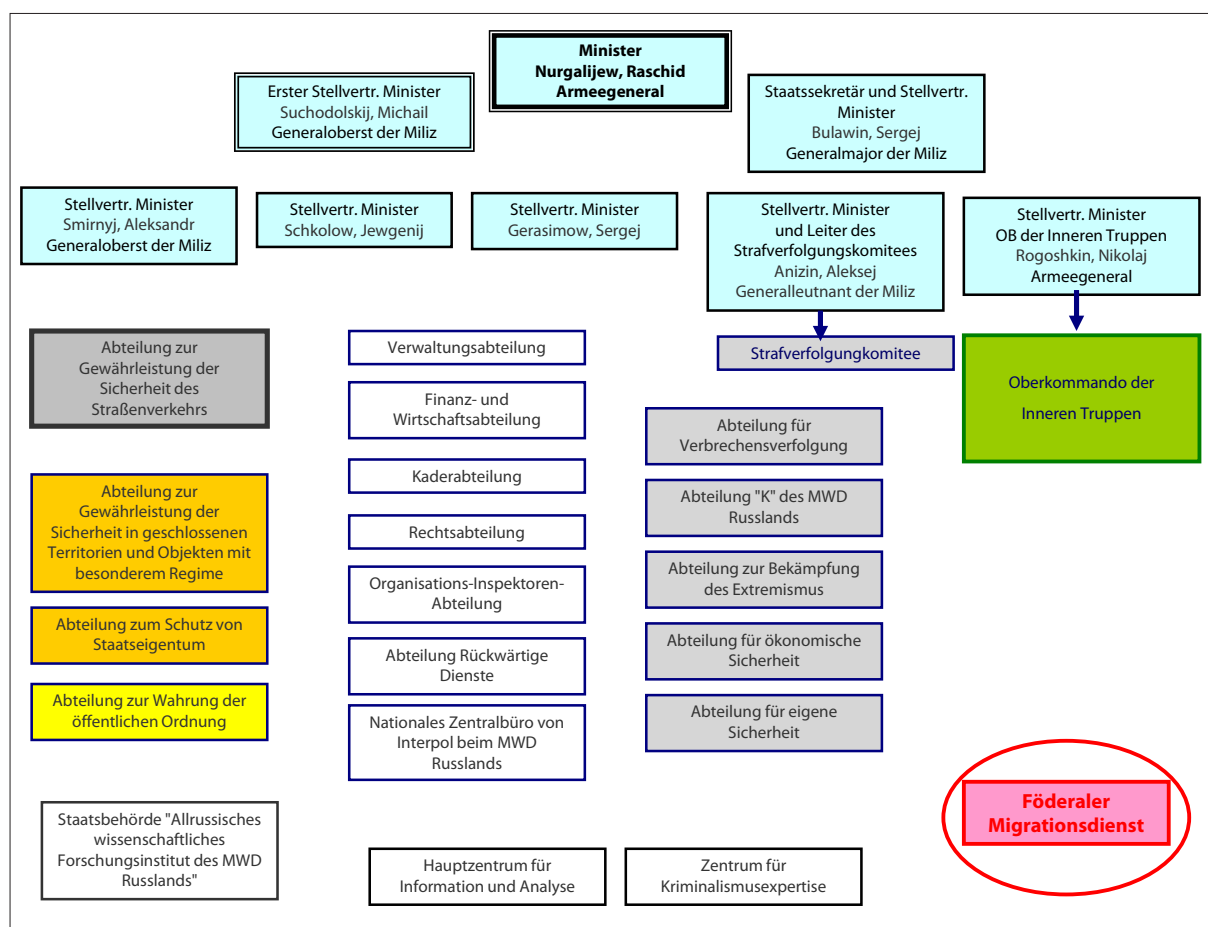 Minister
Nurgalijew, Raschid
Armeegeneral
Erster Stellvertr. Minister
Suchodolskij, Michail
Generaloberst der Miliz
Staatssekretär und Stellvertr.
Minister
Bulawin, Sergej
Generalmajor der Miliz
Stellvertr. Minister
Smirnyj, Aleksandr
Generaloberst der Miliz
Stellvertr. Minister
Schkolow, Jewgenij
Stellvertr. Minister
Gerasimow, Sergej
Stellvertr. Minister
und Leiter des
Strafverfolgungskomitees
Anizin, Aleksej
Generalleutnant der Miliz
Stellvertr. Minister
OB der Inneren Truppen
Rogoshkin, Nikolaj
Armeegeneral
Abteilung zur
Gewährleistung der
Sicherheit des
Straßenverkehrs
Abteilung zur
Gewährleistung der
Sicherheit in geschlossenen
Territorien und Objekten mit
besonderem Regime
Abteilung zum Schutz von
Staatseigentum
Abteilung zur Wahrung der
öffentlichen Ordnung
Verwaltungsabteilung
Finanz- und
Wirtschaftsabteilung
Kaderabteilung
Rechtsabteilung
Organisations-Inspektoren-
Abteilung
Abteilung Rückwärtige
Dienste
Nationales Zentralbüro von
Interpol beim MWD
Russlands
Strafverfolgungkomitee
Abteilung für
Verbrechensverfolgung
Abteilung "K" des MWD
Russlands
Abteilung zur Bekämpfung
des Extremismus
Abteilung für ökonomische
Sicherheit
Abteilung für eigene
Sicherheit
Oberkommando der
Inneren Truppen
Föderaler
Migrationsdienst
Staatsbehörde "Allrussisches
wissenschaftliches
Forschungsinstitut des MWD
Russlands"
Hauptzentrum für
Information und Analyse
Zentrum für
Kriminalismusexpertise